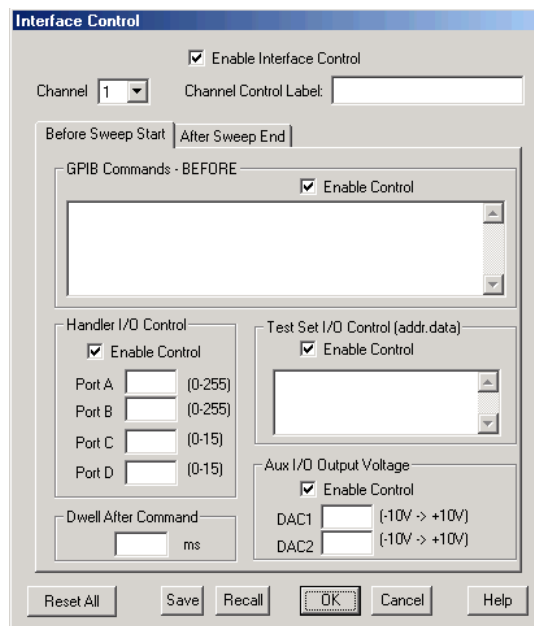 Interface Control
Enable Interface Control
Channel 1 Channel Control Label:
Before Sweep Start After Sweep End
GPIB Commands - BEFORE
Enable Control
Handler I/O Control
Enable Control
Port A (0-255)
Port B (0-255)
Port C (0-15)
Port D (0-15)
Test Set I/O Control (addr.data)
Enable Control
Aux I/O Output Voltage
Enable Control
DAC1 (-10V -> +10V)
DAC2 (-10V -> +10V)
Dwell After Command
ms
Reset All Save Recall OK Cancel Help